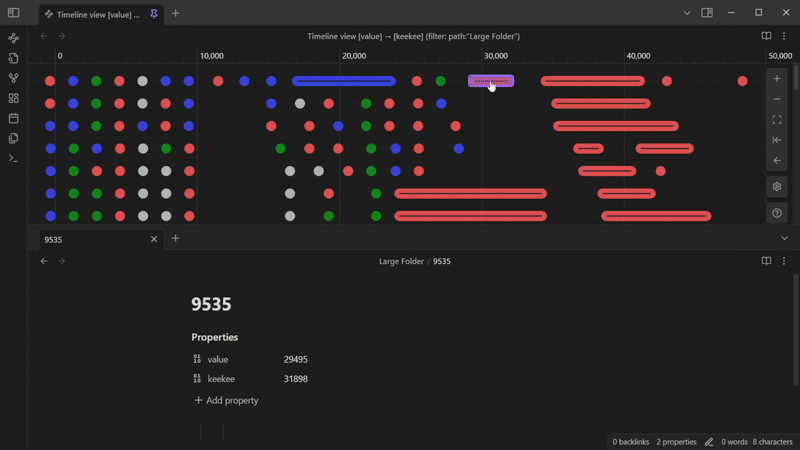 Timeline view [value] ...
Timeline view [value] → [keekee] (filter: path:"Large Folder")
0 10,000 20,000 30,000 40,000 50,000
9535
Large Folder / 9535
9535
Properties
value 29495
keekee 31898
+ Add property
0 backlinks 2 properties 0 words 8 characters